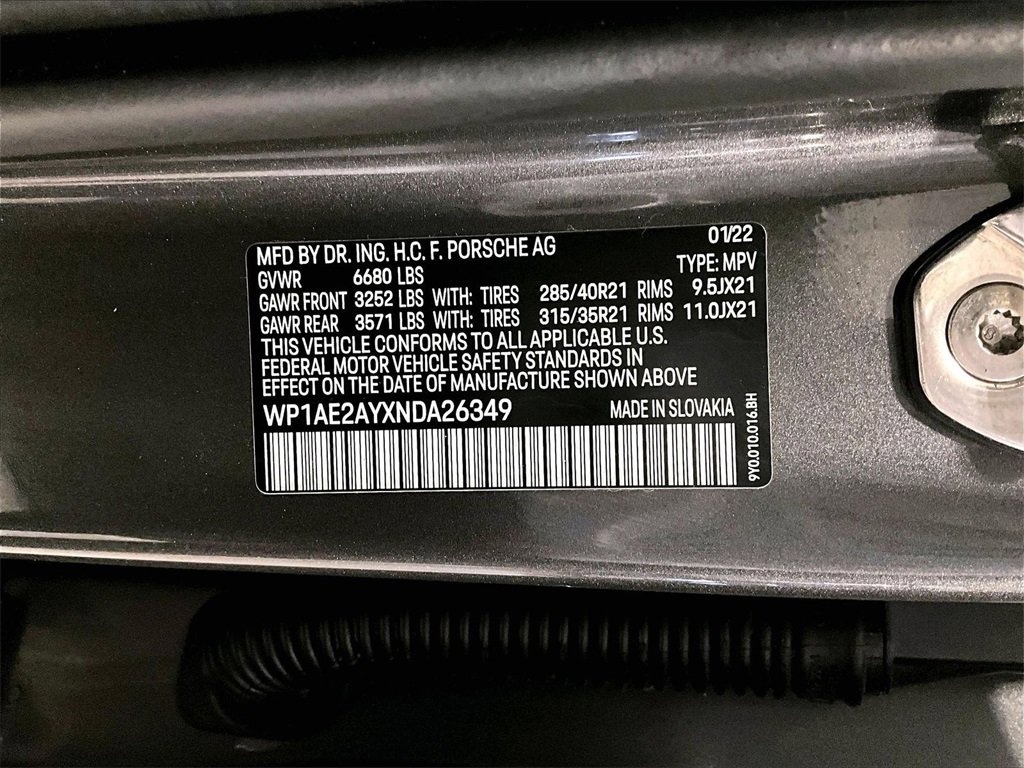 MFD BY DR. ING. H.C. F. PORSCHE AG 01/22
GVWR 6680 LBS TYPE: MPV
GAWR FRONT 3252 LBS WITH: TIRES 285/40R21 RIMS 9.5JX21
GAWR REAR 3571 LBS WITH: TIRES 315/35R21 RIMS 11.0JX21
THIS VEHICLE CONFORMS TO ALL APPLICABLE U.S.
FEDERAL MOTOR VEHICLE SAFETY STANDARDS IN
EFFECT ON THE DATE OF MANUFACTURE SHOWN ABOVE
WP1AE2AYXNDA26349 MADE IN SLOVAKIA
9Y0.010.016.BH